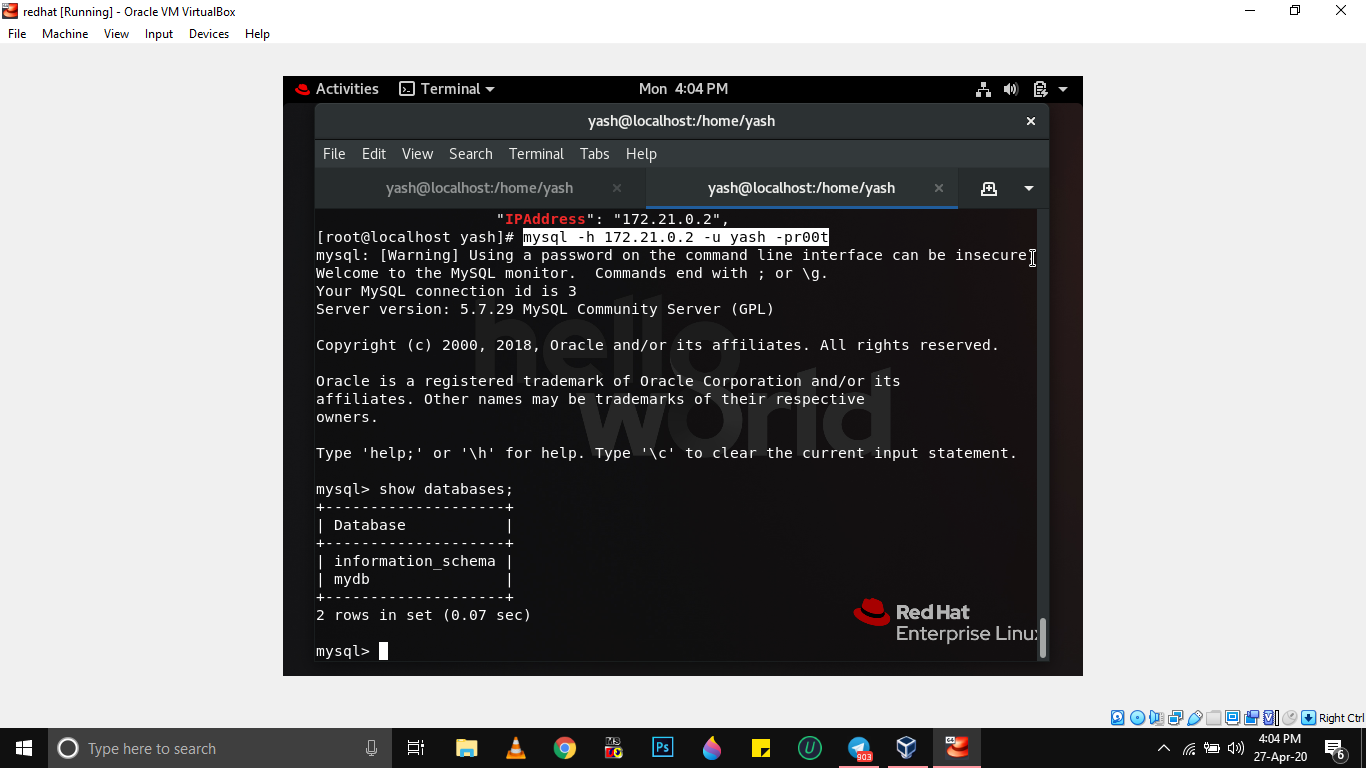 redhat [Running] - Oracle VM VirtualBox
File Machine View Input Devices Help
Activities Terminal Mon 4:04 PM
yash@localhost:/home/yash
File Edit View Search Terminal Tabs Help
yash@localhost:/home/yash yash@localhost:/home/yash
"IPAddress": "172.21.0.2",
[root@localhost yash]# mysql -h 172.21.0.2 -u yash -pr00t
mysql: [Warning] Using a password on the command line interface can be insecure.
Welcome to the MySQL monitor.  Commands end with ; or \g.
Your MySQL connection id is 3
Server version: 5.7.29 MySQL Community Server (GPL)
hello
Copyright (c) 2000, 2018, Oracle and/or its affiliates. All rights reserved.
Oracle is a registered trademark of Oracle Corporation and/or its
affiliates. Other names may be trademarks of their respective
owners.
world
Type 'help;' or '\h' for help. Type '\c' to clear the current input statement.
mysql> show databases;
+--------------------+
| Database           |
+--------------------+
| information_schema |
| mydb               |
+--------------------+
2 rows in set (0.07 sec)
Red Hat
Enterprise Linux
mysql>
Right Ctrl
Type here to search
Ps
903
4:04 PM
27-Apr-20
6